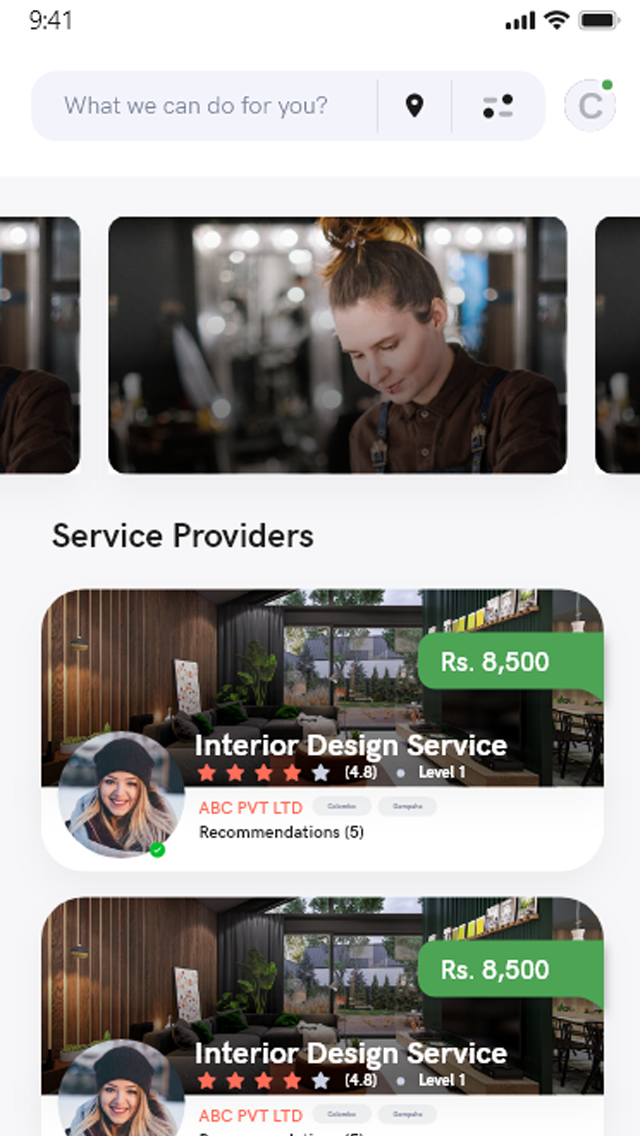 9:41
What we can do for you?
C
Service Providers
Rs. 8,500
Interior Design Service
(4.8) Level 1
ABC PVT LTD Colombo Gampaha
Recommendations (5)
Rs. 8,500
Interior Design Service
(4.8) Level 1
ABC PVT LTD Colombo Gampaha